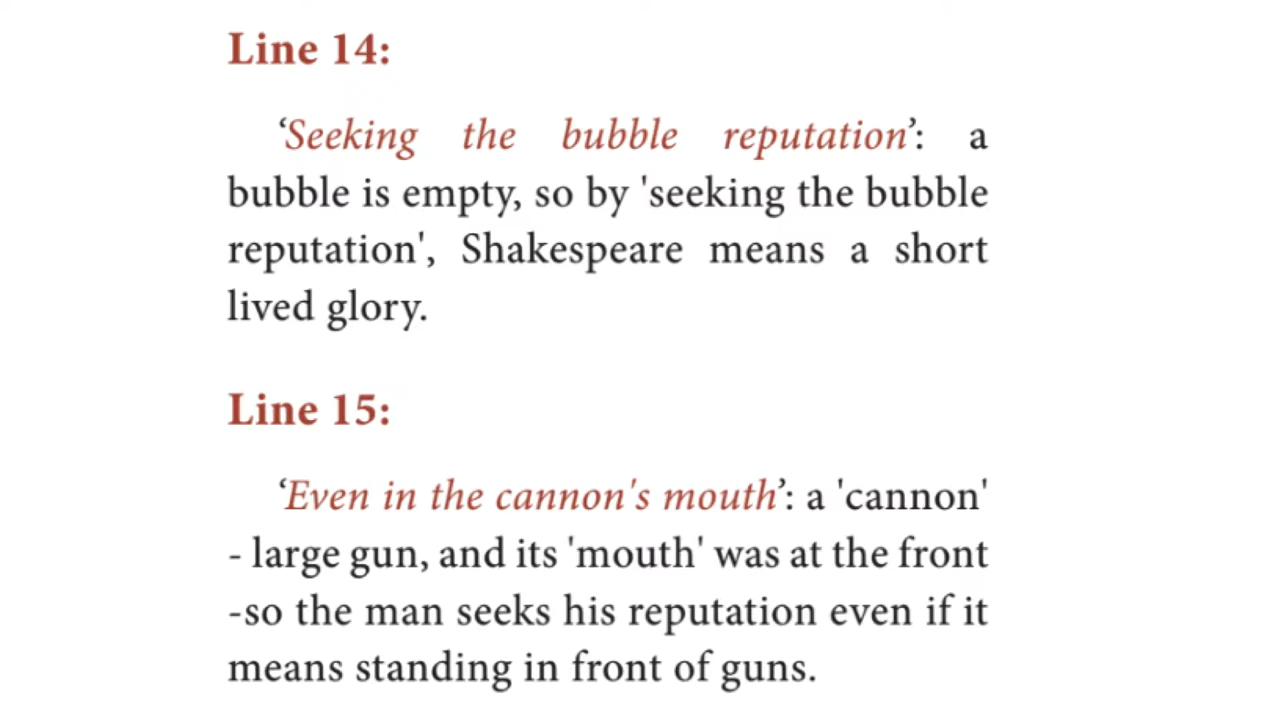 Line 14:
‘Seeking the bubble reputation’: a
bubble is empty, so by 'seeking the bubble
reputation', Shakespeare means a short
lived glory.
Line 15:
‘Even in the cannon's mouth’: a 'cannon'
- large gun, and its 'mouth' was at the front
-so the man seeks his reputation even if it
means standing in front of guns.